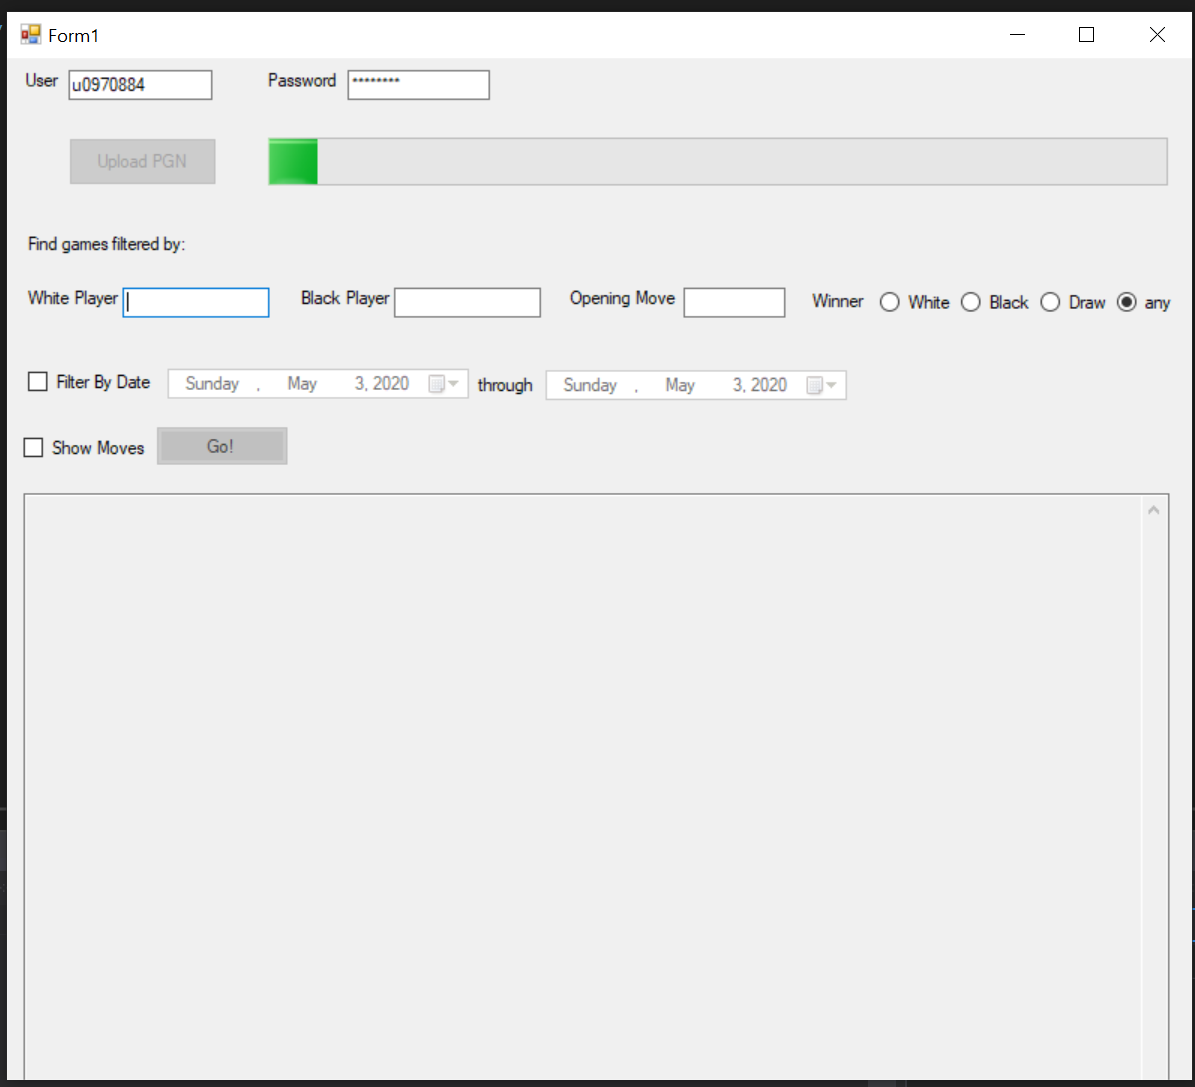 Form1
User u0970884 Password ********
Upload PGN
Find games filtered by:
White Player Black Player Opening Move Winner White Black Draw any
Filter By Date Sunday , May 3, 2020 through Sunday , May 3, 2020
Show Moves Go!